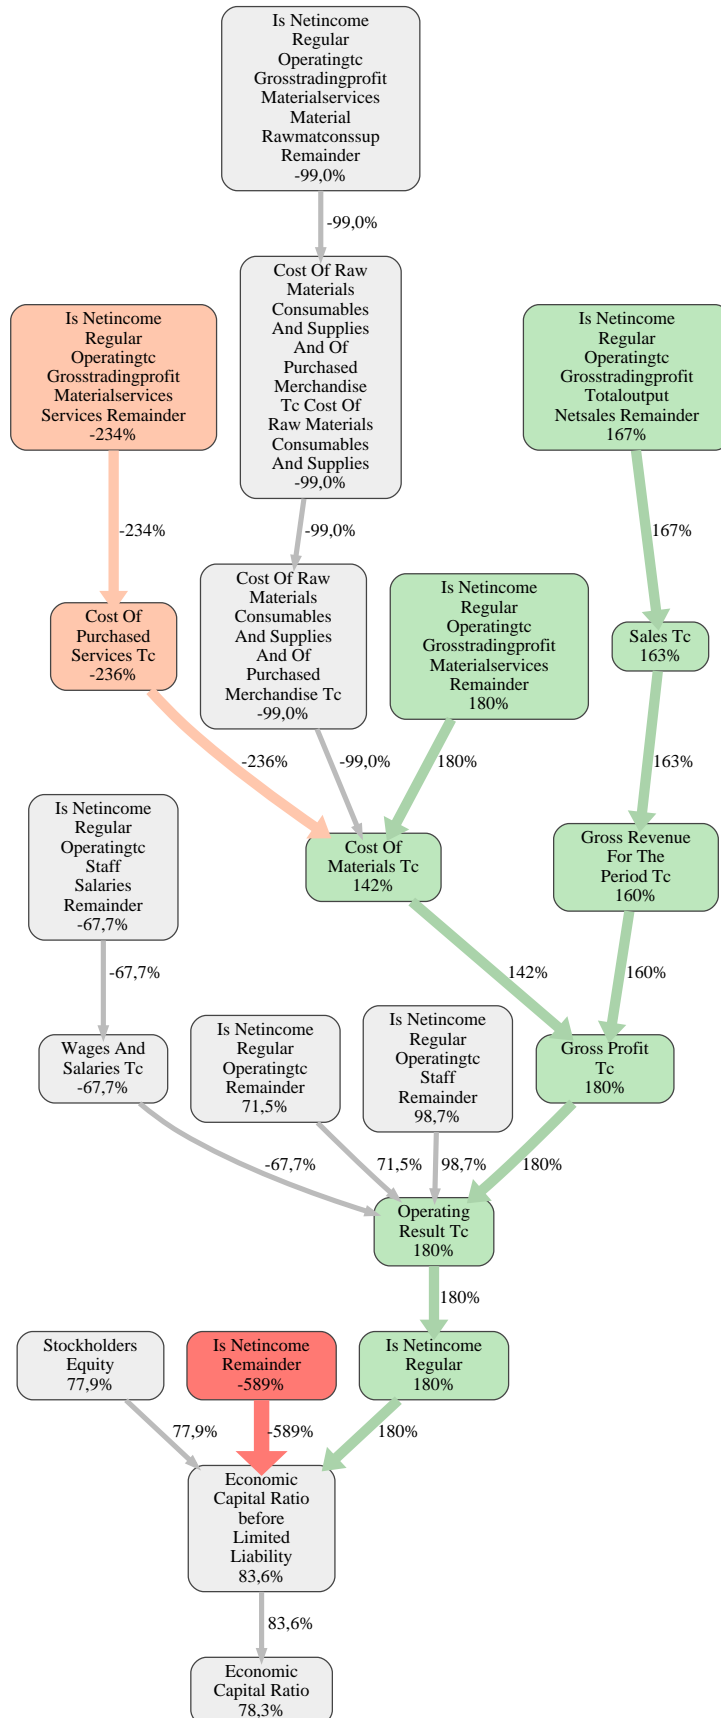 Is Netincome
Regular
Operatingtc
Grosstradingprofit
Materialservices
Material
Rawmatconssup
Remainder
-99,0%
-99,0%
Cost Of Raw
Materials
Consumables
And Supplies
And Of
Purchased
Merchandise
Tc Cost Of
Raw Materials
Consumables
And Supplies
-99,0%
Is Netincome
Regular
Operatingtc
Grosstradingprofit
Materialservices
Services Remainder
-234%
Is Netincome
Regular
Operatingtc
Grosstradingprofit
Totaloutput
Netsales Remainder
167%
-234%
-99,0%
167%
Cost Of
Purchased
Services Tc
-236%
Cost Of Raw
Materials
Consumables
And Supplies
And Of
Purchased
Merchandise Tc
-99,0%
Is Netincome
Regular
Operatingtc
Grosstradingprofit
Materialservices
Remainder
180%
Sales Tc
163%
-236%
-99,0%
180%
163%
Is Netincome
Regular
Operatingtc
Staff
Salaries
Remainder
-67,7%
Cost Of
Materials Tc
142%
Gross Revenue
For The
Period Tc
160%
-67,7%
142%
160%
Wages And
Salaries Tc
-67,7%
Is Netincome
Regular
Operatingtc
Remainder
71,5%
Is Netincome
Regular
Operatingtc
Staff
Remainder
98,7%
Gross Profit
Tc
180%
-67,7%
71,5%
98,7%
180%
Operating
Result Tc
180%
180%
Stockholders
Equity
77,9%
Is Netincome
Remainder
-589%
Is Netincome
Regular
180%
77,9%
-589%
180%
Economic
Capital Ratio
before
Limited
Liability
83,6%
83,6%
Economic
Capital Ratio
78,3%